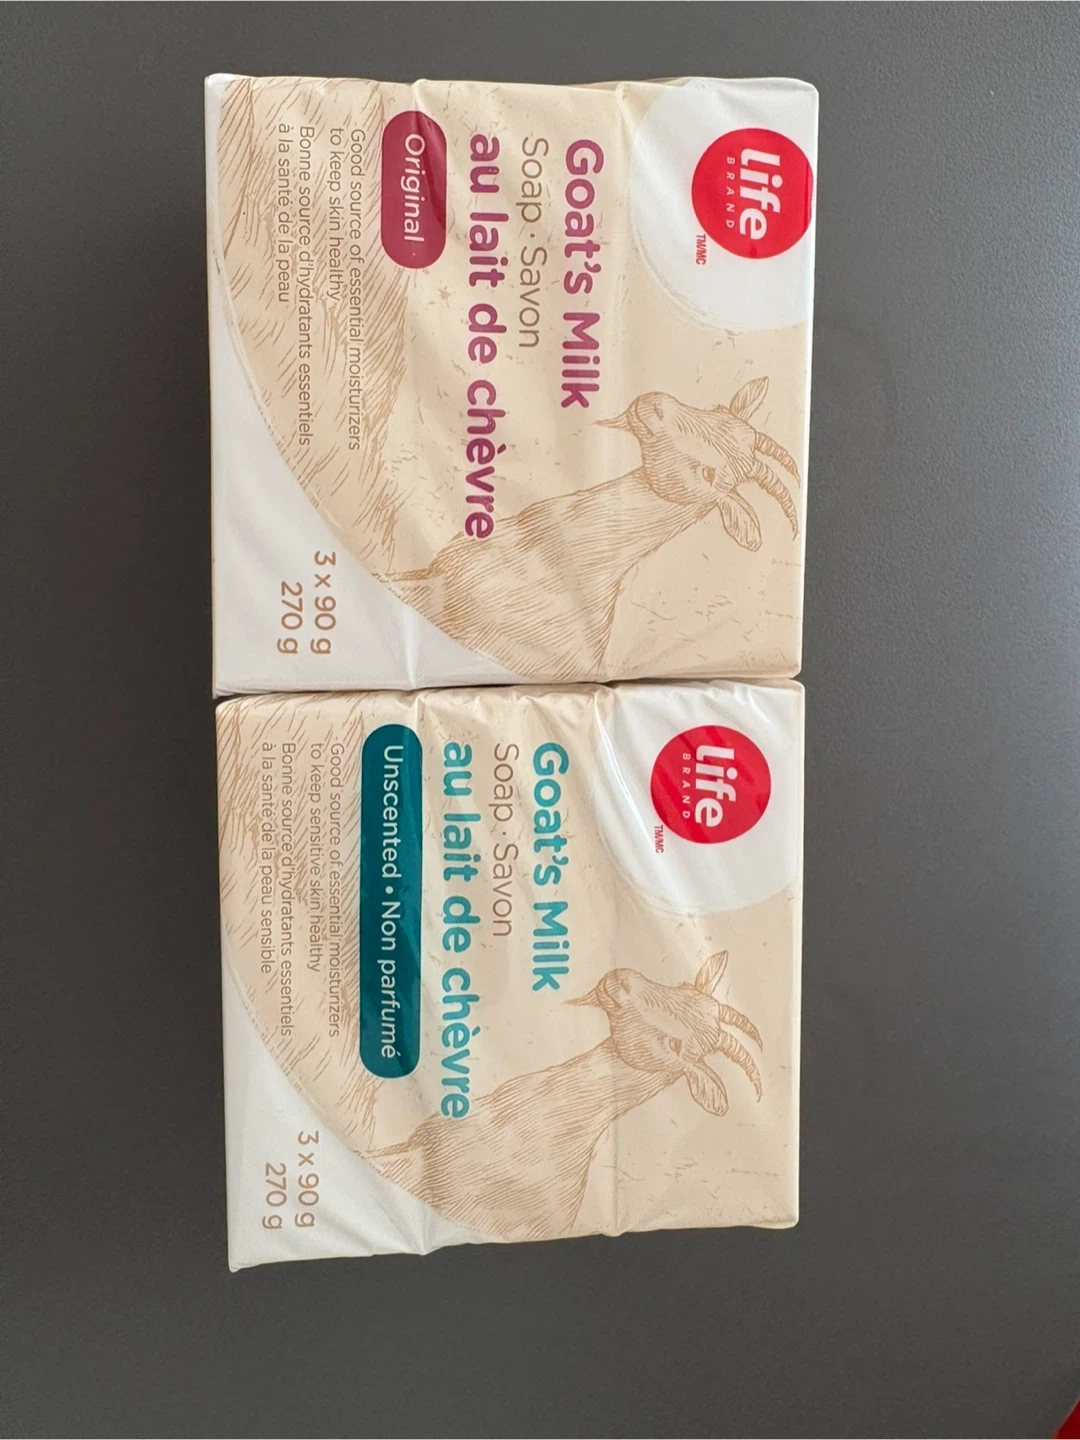 Life
BRAND
TM/MC
Goat's Milk
Soap · Savon
au lait de chèvre
Original
Good source of essential moisturizers
to keep skin healthy
Bonne source d'hydratants essentiels
à la santé de la peau
3 x 90 g
270 g
Life
BRAND
TM/MC
Goat's Milk
Soap · Savon
au lait de chèvre
Unscented • Non parfumé
Good source of essential moisturizers
to keep sensitive skin healthy
Bonne source d'hydratants essentiels
à la santé de la peau sensible
3 x 90 g
270 g